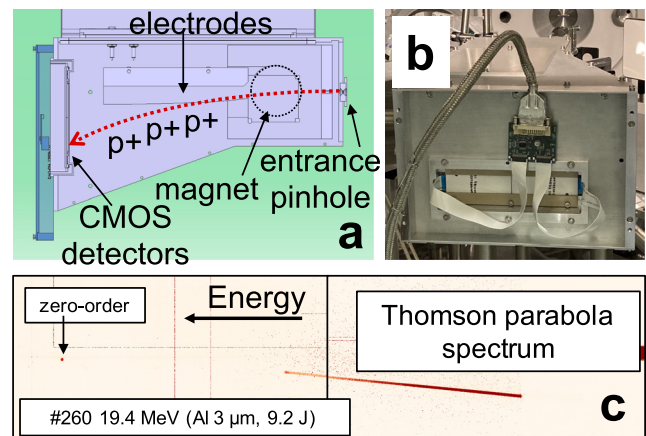 electrodes
p+ p+ p+
entrance
pinhole
magnet
CMOS
detectors
a
b
zero-order
Energy
Thomson parabola
spectrum
#260 19.4 MeV (Al 3 µm, 9.2 J)
c